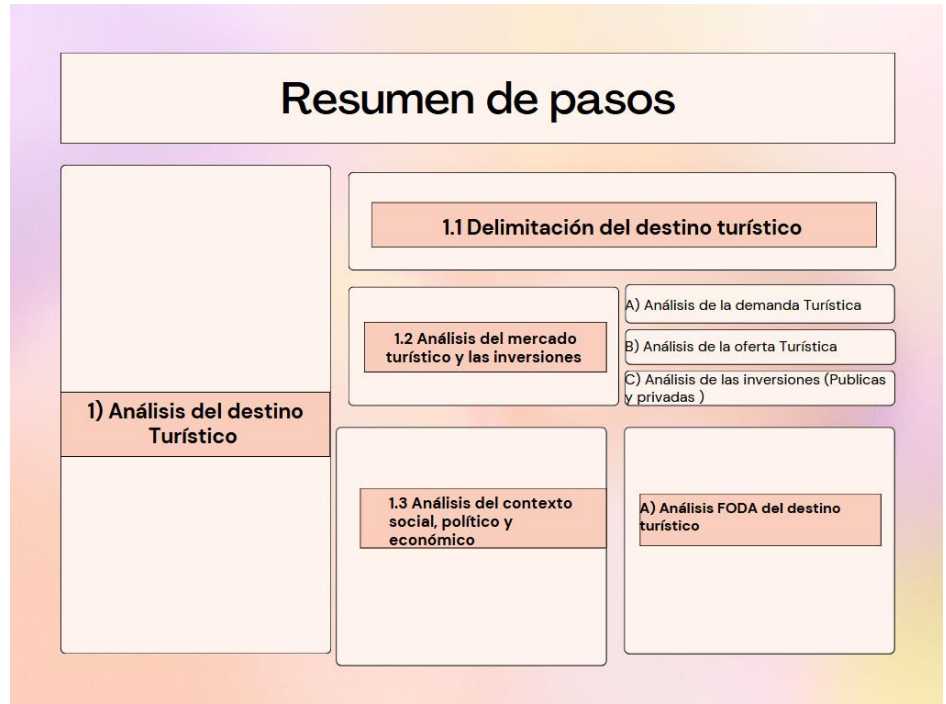 Resumen de pasos
1.1 Delimitación del destino turístico
1.2 Análisis del mercado
turístico y las inversiones
A) Análisis de la demanda Turística
B) Análisis de la oferta Turística
C) Análisis de las inversiones (Publicas
y privadas )
1) Análisis del destino
Turístico
1.3 Análisis del contexto
social, político y
económico
A) Análisis FODA del destino
turístico